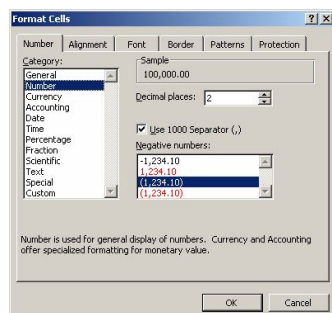 Format Cells
Number Alignment Font Border Patterns Protection
Category:
General
Number
Currency
Accounting
Date
Time
Percentage
Fraction
Scientific
Text
Special
Custom
Sample
100,000.00
Decimal places: 2
Use 1000 Separator (,)
Negative numbers:
-1,234.10
1,234.10
(1,234.10)
(1,234.10)
Number is used for general display of numbers. Currency and Accounting
offer specialized formatting for monetary value.
OK Cancel